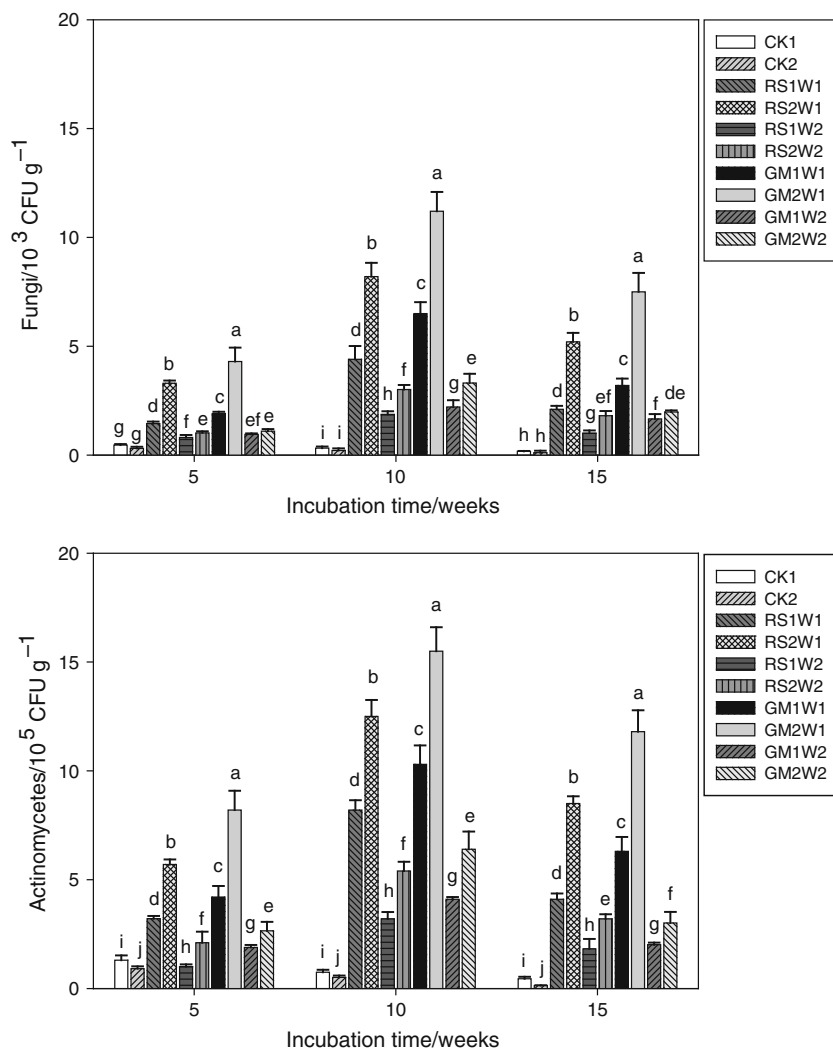 20
15
10
5
0
Fungi/10³ CFU g⁻¹
g g d b f e c a ef e
i i d b h f c a g e
h h d b g ef c a f de
5 10 15
Incubation time/weeks
CK1
CK2
RS1W1
RS2W1
RS1W2
RS2W2
GM1W1
GM2W1
GM1W2
GM2W2
20
15
10
5
0
Actinomycetes/10⁵ CFU g⁻¹
i j d b h f c a g e
i j d b h f c a g e
i j d b h e c a g f
5 10 15
Incubation time/weeks
CK1
CK2
RS1W1
RS2W1
RS1W2
RS2W2
GM1W1
GM2W1
GM1W2
GM2W2